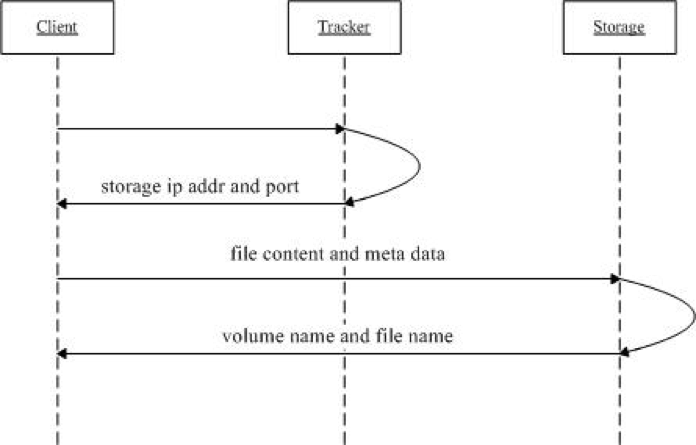 Client
Tracker
Storage
storage ip addr and port
file content and meta data
volume name and file name